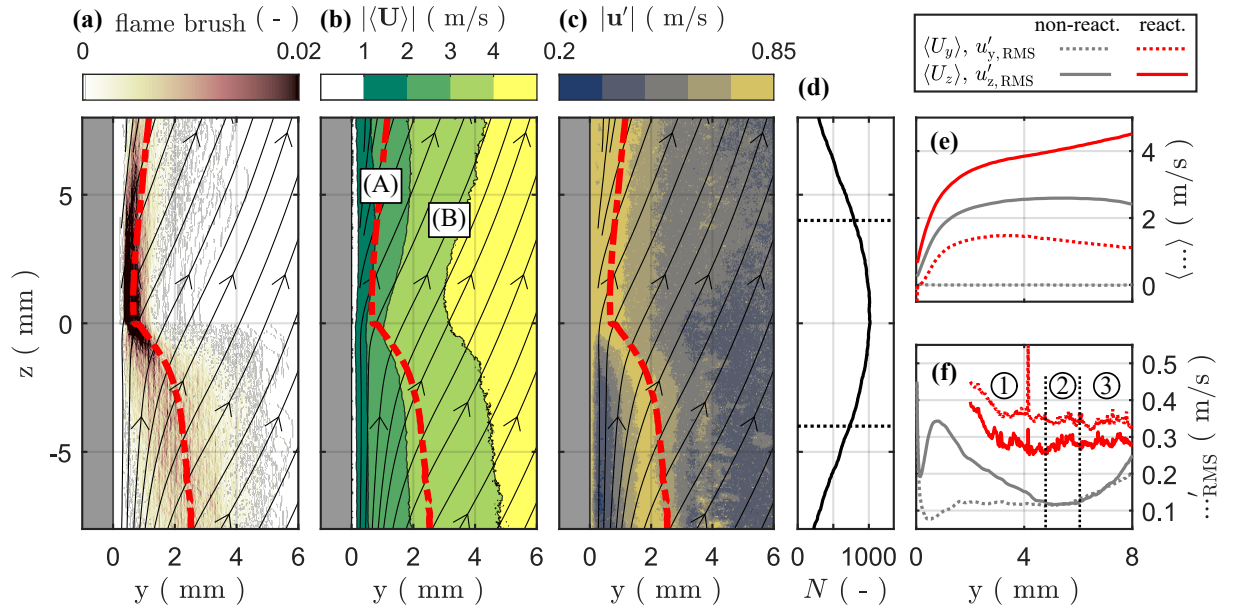 (a) flame brush (-)
0 0.02
(b) |⟨U⟩| ( m/s )
1 2 3 4
(c) |u′|( m/s )
0.2 0.85
(d)
non-react. react.
⟨U_y⟩, u′_y,RMS
⟨U_z⟩, u′_z,RMS
z ( mm )
5
0
-5
0 2 4 6
y ( mm )
(A)
(B)
0 2 4 6
y ( mm )
0 2 4 6
y ( mm )
0 1000
N ( - )
(e)
4
2
0
⟨...⟩ ( m/s )
(f)
① ② ③
0.5
0.4
0.3
0.2
0.1
...′_RMS ( m/s )
0 4 8
y ( mm )